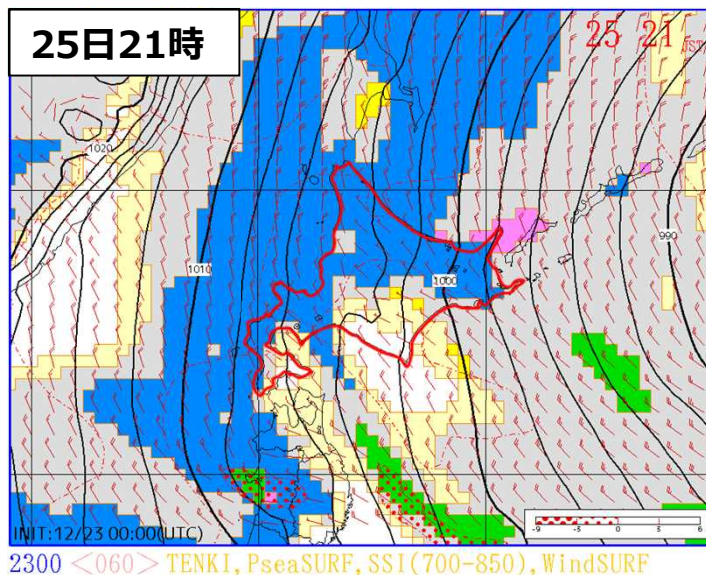 25日21時
25 21 JST
1020
1010
1000
990
INIT:12/23 00:00(UTC)
-9 -3 0 3 6
2300 <060> TENKI,PseaSURF,SSI(700-850),WindSURF